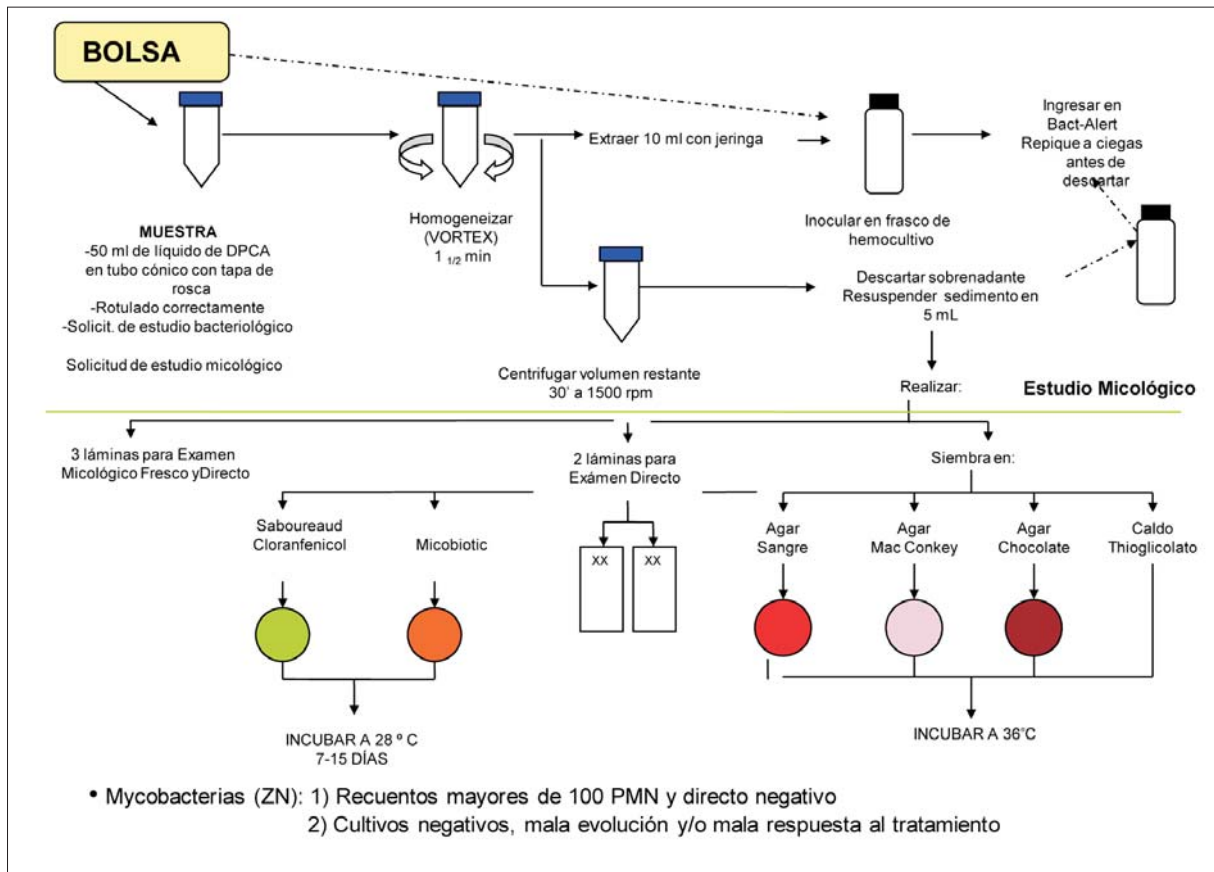 BOLSA
MUESTRA
-50 ml de líquido de DPCA
en tubo cónico con tapa de
rosca
-Rotulado correctamente
-Solicit. de estudio bacteriológico
Solicitud de estudio micológico
Homogeneizar
(VORTEX)
1 1/2 min
Extraer 10 ml con jeringa
Inocular en frasco de
hemocultivo
Ingresar en
Bact-Alert
Repique a ciegas
antes de
descartar
Centrifugar volumen restante
30' a 1500 rpm
Descartar sobrenadante
Resuspender sedimento en
5 mL
Realizar:
Estudio Micológico
3 láminas para Examen
Micológico Fresco yDirecto
2 láminas para
Exámen Directo
Siembra en:
Saboureaud
Cloranfenicol
Micobiotic
XX
XX
Agar
Sangre
Agar
Mac Conkey
Agar
Chocolate
Caldo
Thioglicolato
INCUBAR A 28 º C
7-15 DÍAS
INCUBAR A 36°C
• Mycobacterias (ZN): 1) Recuentos mayores de 100 PMN y directo negativo
2) Cultivos negativos, mala evolución y/o mala respuesta al tratamiento